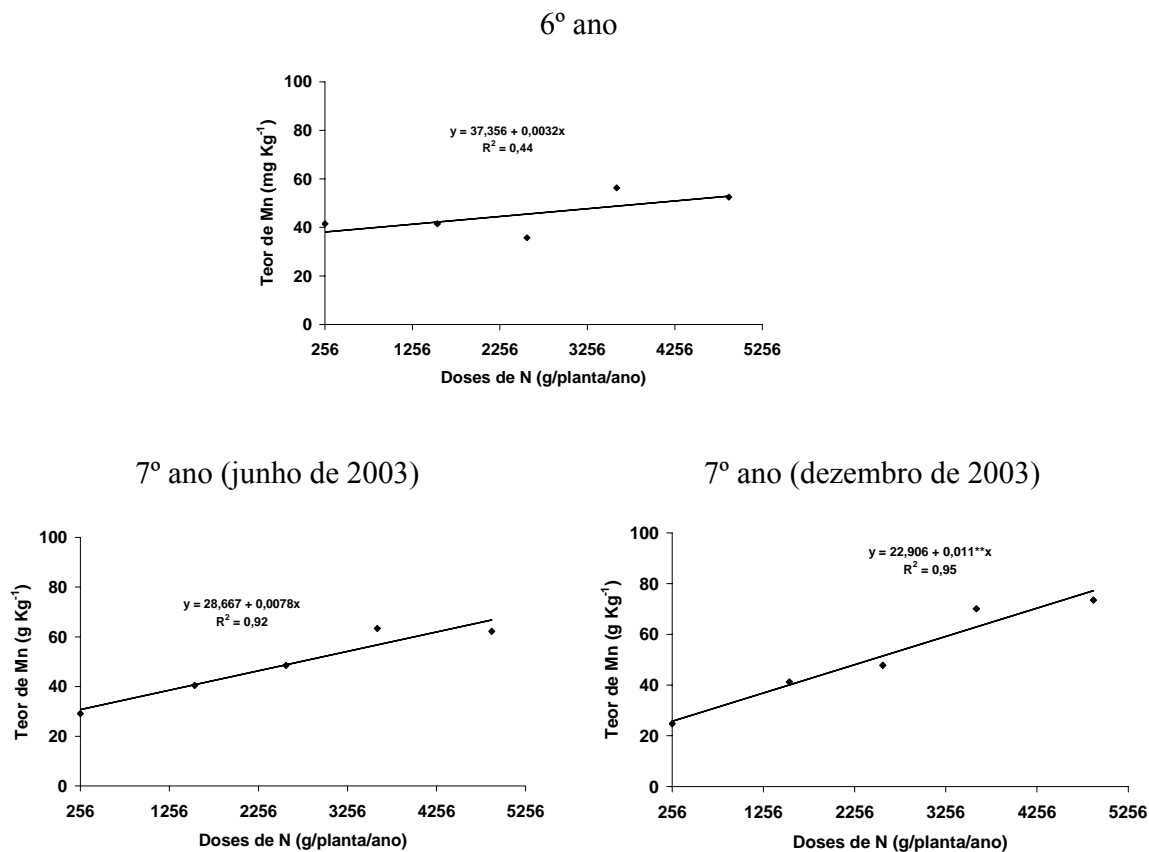 6º ano
Teor de Mn (mg Kg⁻¹)
100
80
60
40
20
0
y = 37,356 + 0,0032x
R² = 0,44
256 1256 2256 3256 4256 5256
Doses de N (g/planta/ano)
7º ano (junho de 2003)
Teor de Mn (g Kg⁻¹)
100
80
60
40
20
0
y = 28,667 + 0,0078x
R² = 0,92
256 1256 2256 3256 4256 5256
Doses de N (g/planta/ano)
7º ano (dezembro de 2003)
Teor de Mn (g Kg⁻¹)
100
80
60
40
20
0
y = 22,906 + 0,011**x
R² = 0,95
256 1256 2256 3256 4256 5256
Doses de N (g/planta/ano)